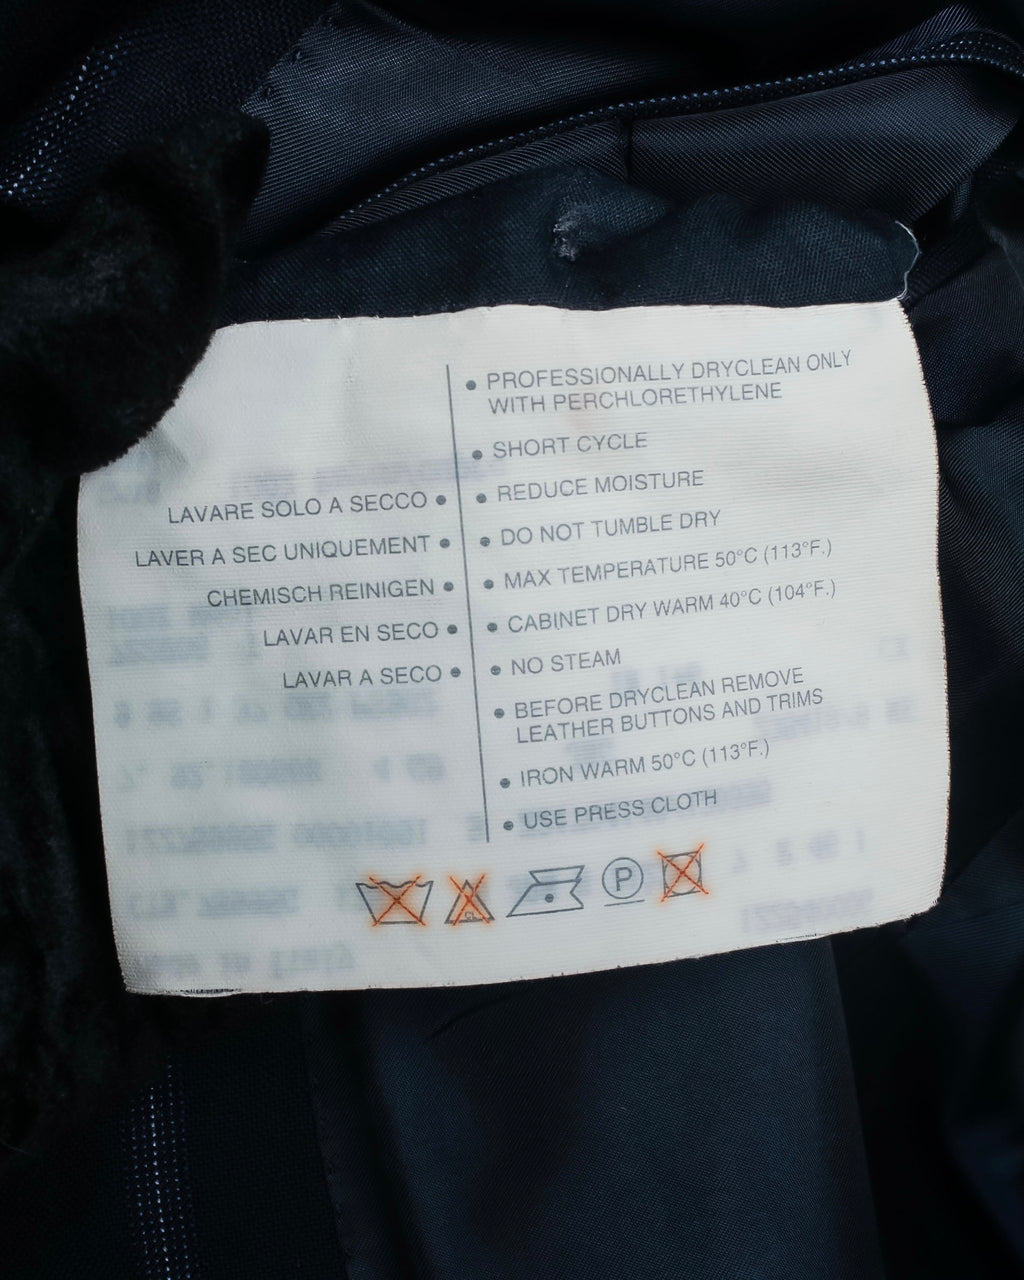 LAVARE SOLO A SECCO •
LAVER A SEC UNIQUEMENT •
CHEMISCH REINIGEN •
LAVAR EN SECO •
LAVAR A SECO •
• PROFESSIONALLY DRYCLEAN ONLY
WITH PERCHLORETHYLENE
• SHORT CYCLE
• REDUCE MOISTURE
• DO NOT TUMBLE DRY
• MAX TEMPERATURE 50°C (113°F.)
• CABINET DRY WARM 40°C (104°F.)
• NO STEAM
• BEFORE DRYCLEAN REMOVE
LEATHER BUTTONS AND TRIMS
• IRON WARM 50°C (113°F.)
• USE PRESS CLOTH
CL P